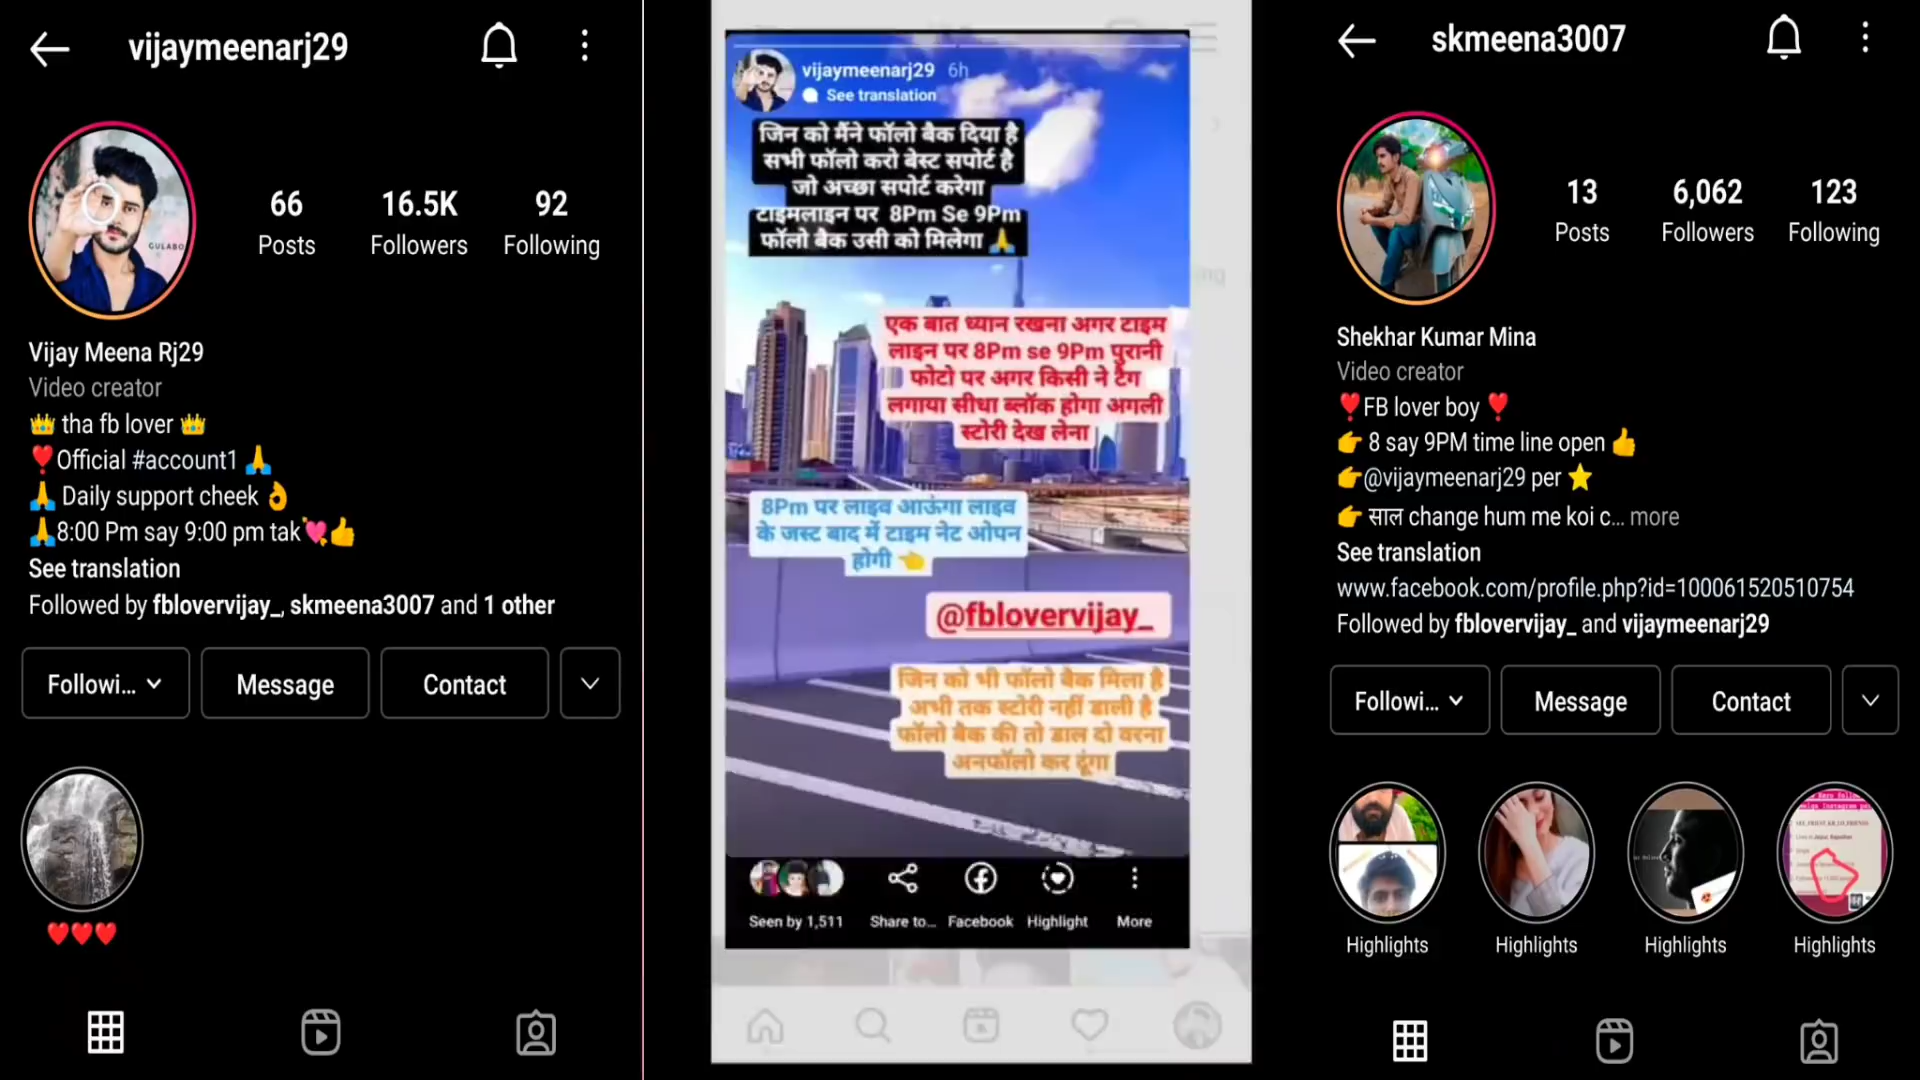 vijaymeenarj29
66
Posts
16.5K
Followers
92
Following
GULABO
Vijay Meena Rj29
Video creator
👑 tha fb lover 👑
❣️Official #account1 🙏
🙏 Daily support cheek 👌
🙏8:00 Pm say 9:00 pm tak💘👍
See translation
Followed by fblovervijay_, skmeena3007 and 1 other
Followi...
Message
Contact
❤️❤️❤️
vijaymeenarj29 6h
See translation
जिन को मैंने फॉलो बैक दिया है
सभी फॉलो करो बेस्ट सपोर्ट है
जो अच्छा सपोर्ट करेगा
टाइमलाइन पर 8Pm Se 9Pm
फॉलो बैक उसी को मिलेगा 🙏
एक बात ध्यान रखना अगर टाइम
लाइन पर 8Pm se 9Pm पुरानी
फोटो पर अगर किसी ने टैग
लगाया सीधा ब्लॉक होगा अगली
स्टोरी देख लेना
8Pm पर लाइव आऊंगा लाइव
के जस्ट बाद में टाइम नेट ओपन
होगी 👈
@fblovervijay_
जिन को भी फॉलो बैक मिला है
अभी तक स्टोरी नहीं डाली है
फॉलो बैक की तो डाल दो वरना
अनफॉलो कर दूंगा
Seen by 1,511
Share to...
Facebook
Highlight
More
skmeena3007
13
Posts
6,062
Followers
123
Following
Shekhar Kumar Mina
Video creator
❣️FB lover boy ❣️
👉 8 say 9PM time line open 👍
👉@vijaymeenarj29 per ⭐
👉 साल change hum me koi c... more
See translation
www.facebook.com/profile.php?id=100061520510754
Followed by fblovervijay_ and vijaymeenarj29
Followi...
Message
Contact
Highlights
Highlights
Highlights
Highlights